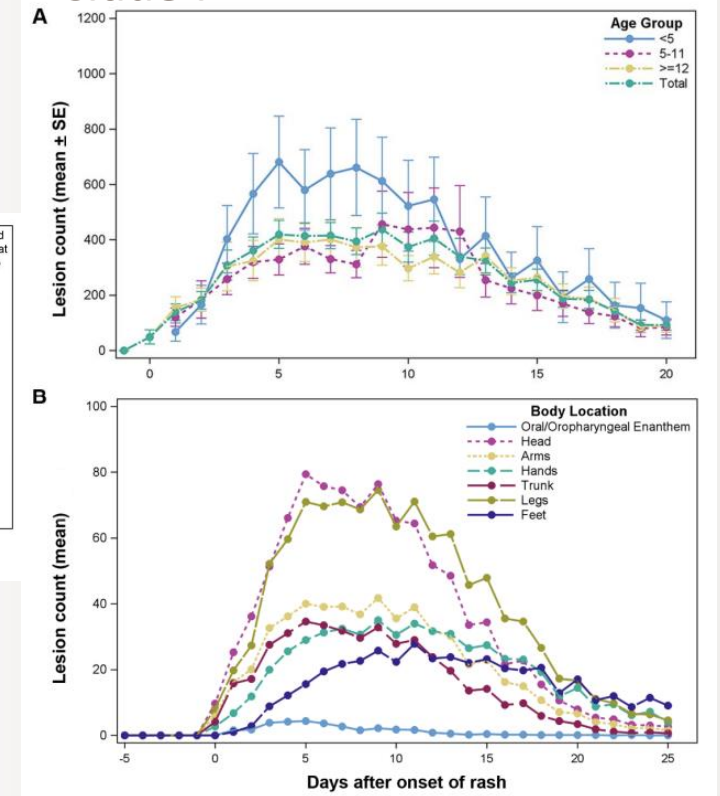 A
Lesion count (mean ± SE)
1200
1000
800
600
400
200
0
Age Group
<5
5-11
>=12
Total
0 5 10 15 20
d
at
B
Lesion count (mean)
100
80
60
40
20
0
Body Location
Oral/Oropharyngeal Enanthem
Head
Arms
Hands
Trunk
Legs
Feet
-5 0 5 10 15 20 25
Days after onset of rash